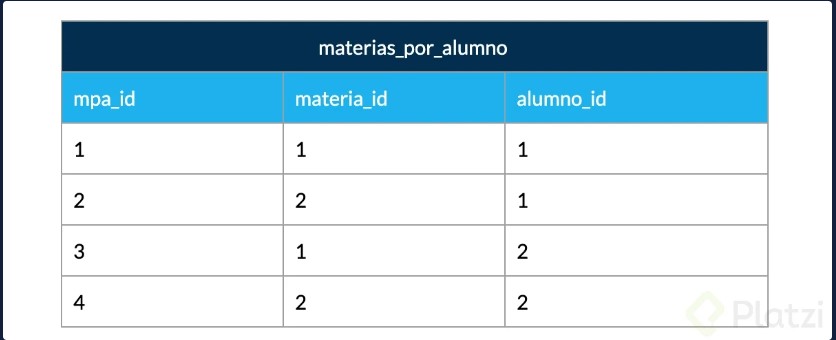 materias_por_alumno
mpa_id materia_id alumno_id
1 1 1
2 2 1
3 1 2
4 2 2
Platzi